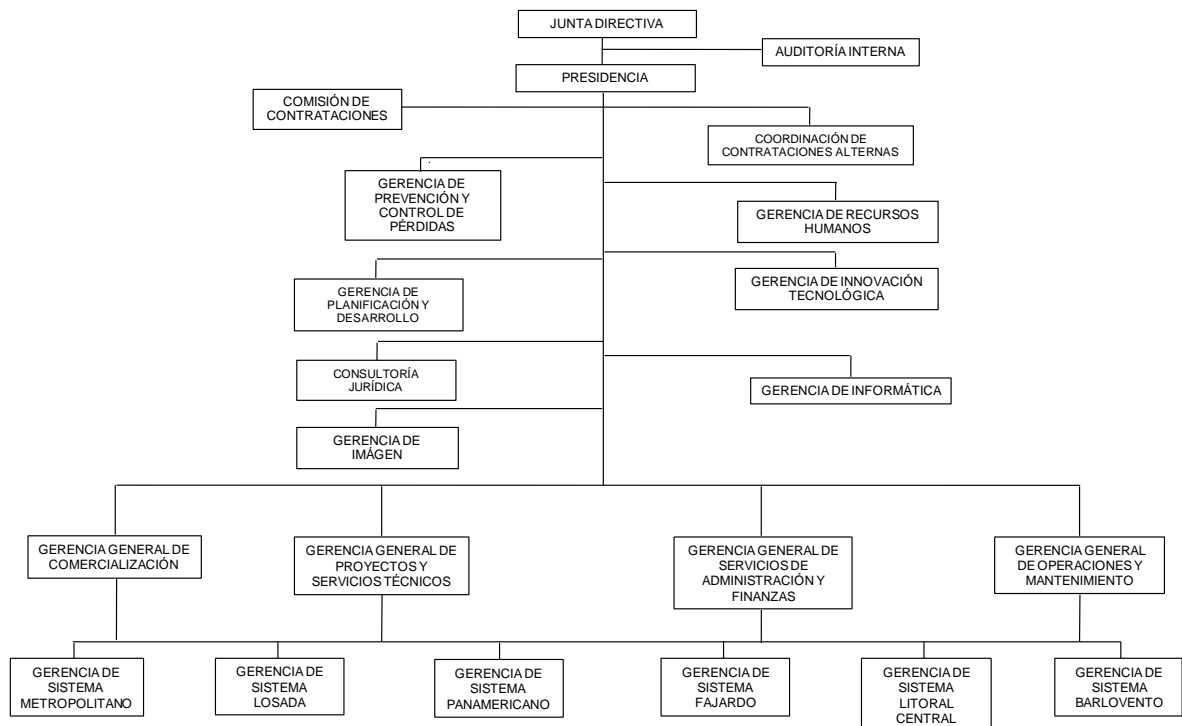 JUNTA DIRECTIVA
AUDITORÍA INTERNA
PRESIDENCIA
COMISIÓN DE
CONTRATACIONES
COORDINACIÓN DE
CONTRATACIONES ALTERNAS
GERENCIA DE
PREVENCIÓN Y
CONTROL DE
PÉRDIDAS
GERENCIA DE RECURSOS
HUMANOS
GERENCIA DE
PLANIFICACIÓN Y
DESARROLLO
GERENCIA DE INNOVACIÓN
TECNOLÓGICA
CONSULTORÍA
JURÍDICA
GERENCIA DE INFORMÁTICA
GERENCIA DE
IMÁGEN
GERENCIA GENERAL DE
COMERCIALIZACIÓN
GERENCIA GENERAL DE
PROYECTOS Y
SERVICIOS TÉCNICOS
GERENCIA GENERAL DE
SERVICIOS DE
ADMINISTRACIÓN Y
FINANZAS
GERENCIA GENERAL
DE OPERACIONES Y
MANTENIMIENTO
GERENCIA DE
SISTEMA
METROPOLITANO
GERENCIA DE
SISTEMA
LOSADA
GERENCIA DE
SISTEMA
PANAMERICANO
GERENCIA DE
SISTEMA
FAJARDO
GERENCIA DE
SISTEMA
LITORAL
CENTRAL
GERENCIA DE
SISTEMA
BARLOVENTO